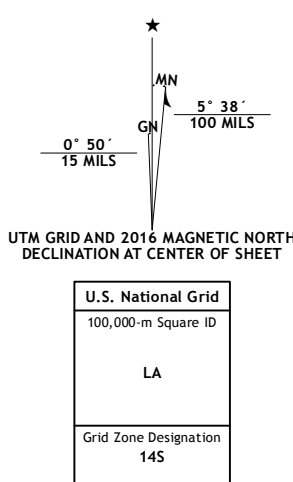 ★
MN
5° 38´
100 MILS
GN
0° 50´
15 MILS
UTM GRID AND 2016 MAGNETIC NORTH
DECLINATION AT CENTER OF SHEET
U.S. National Grid
100,000-m Square ID
LA
Grid Zone Designation
14S